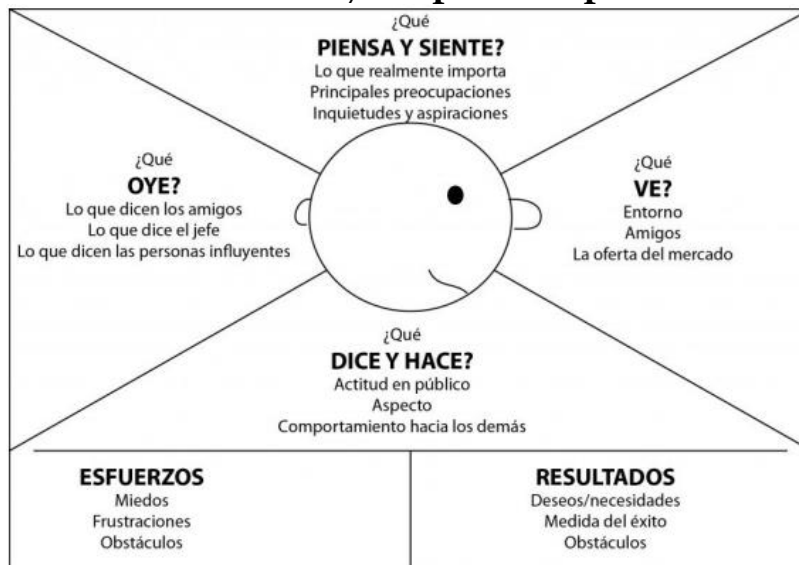 ¿Qué
PIENSA Y SIENTE?
Lo que realmente importa
Principales preocupaciones
Inquietudes y aspiraciones
¿Qué
OYE?
Lo que dicen los amigos
Lo que dice el jefe
Lo que dicen las personas influyentes
¿Qué
VE?
Entorno
Amigos
La oferta del mercado
¿Qué
DICE Y HACE?
Actitud en público
Aspecto
Comportamiento hacia los demás
ESFUERZOS
Miedos
Frustraciones
Obstáculos
RESULTADOS
Deseos/necesidades
Medida del éxito
Obstáculos